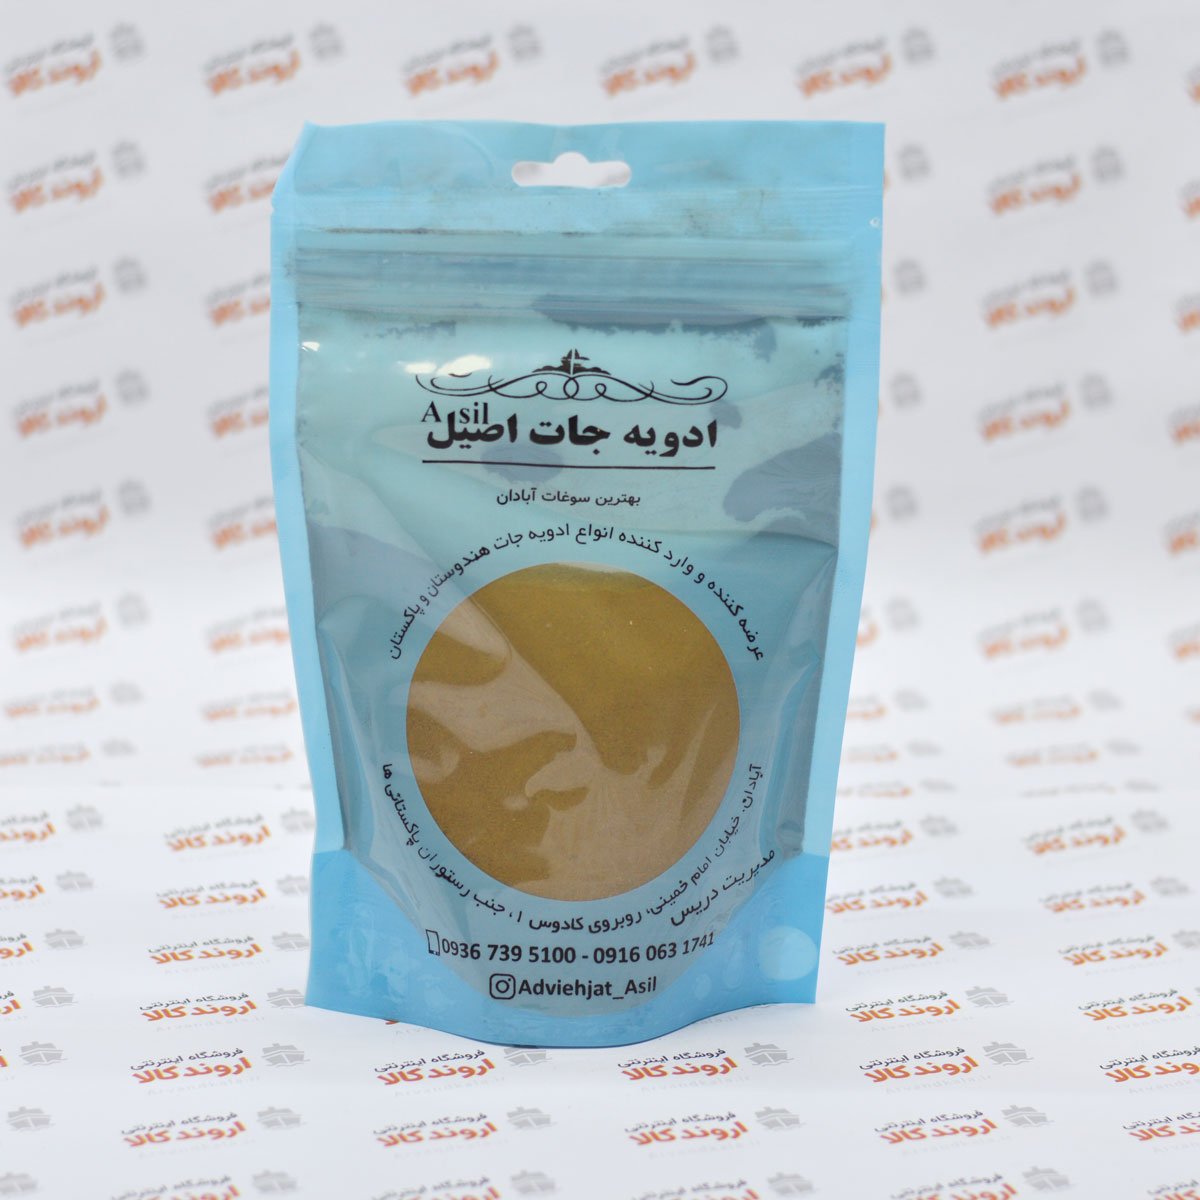 Asil
ادویه جات اصیل
بهترین سوغات آبادان
عرضه کننده و وارد کننده انواع ادویه جات هندوستان و پاکستان
آبادان، خیابان امام خمینی، روبروی کادوس ۱، جنب رستوران پاکستانی ها
مدیریت دریس
0936 739 5100 - 0916 063 1741
Adviehjat_Asil
فروشگاه اینترنتی
اروند کالا
Arvandkala.ir